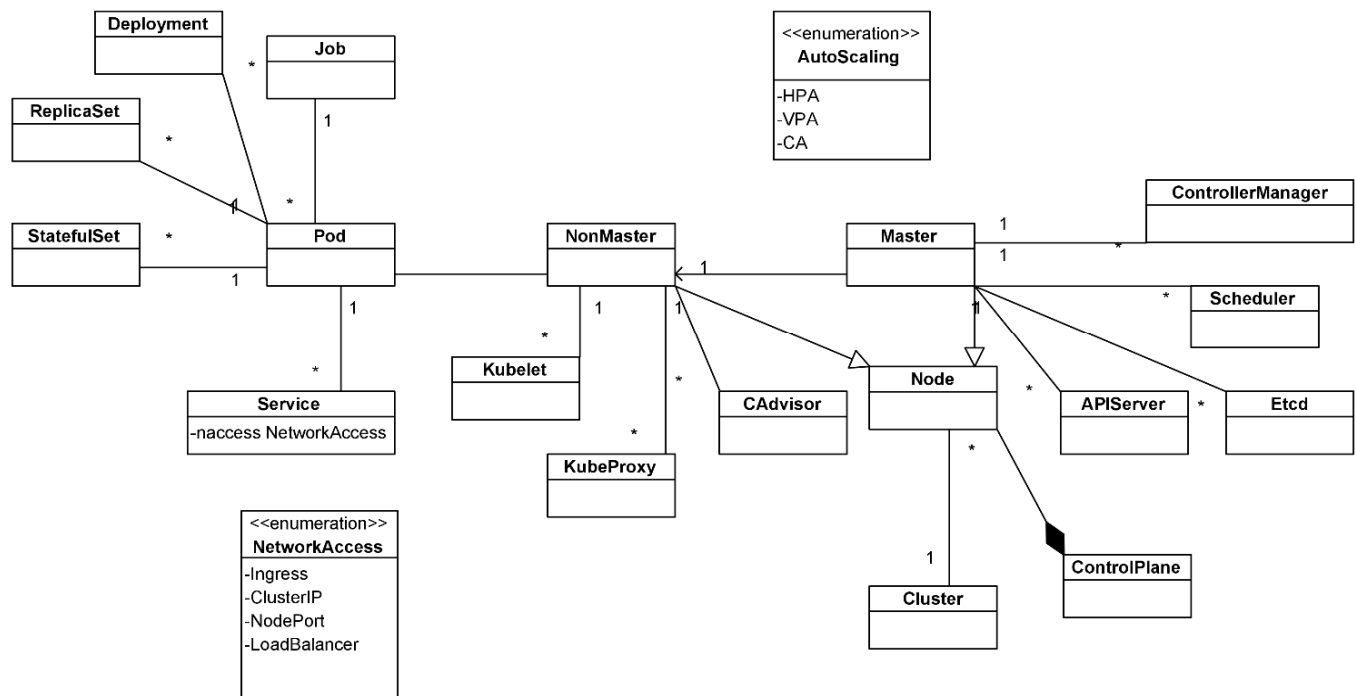 Deployment
Job
<<enumeration>>
AutoScaling
-HPA
-VPA
-CA
*
ReplicaSet
*
1
ControllerManager
1
*
StatefulSet
*
1
Pod
NonMaster
Master
1
*
1
1
1
1
Scheduler
*
1
*
1
1
1
*
Kubelet
*
Service
-naccess NetworkAccess
*
CAdvisor
Node
*
APIServer
*
Etcd
*
KubeProxy
*
<<enumeration>>
NetworkAccess
-Ingress
-ClusterIP
-NodePort
-LoadBalancer
1
Cluster
ControlPlane